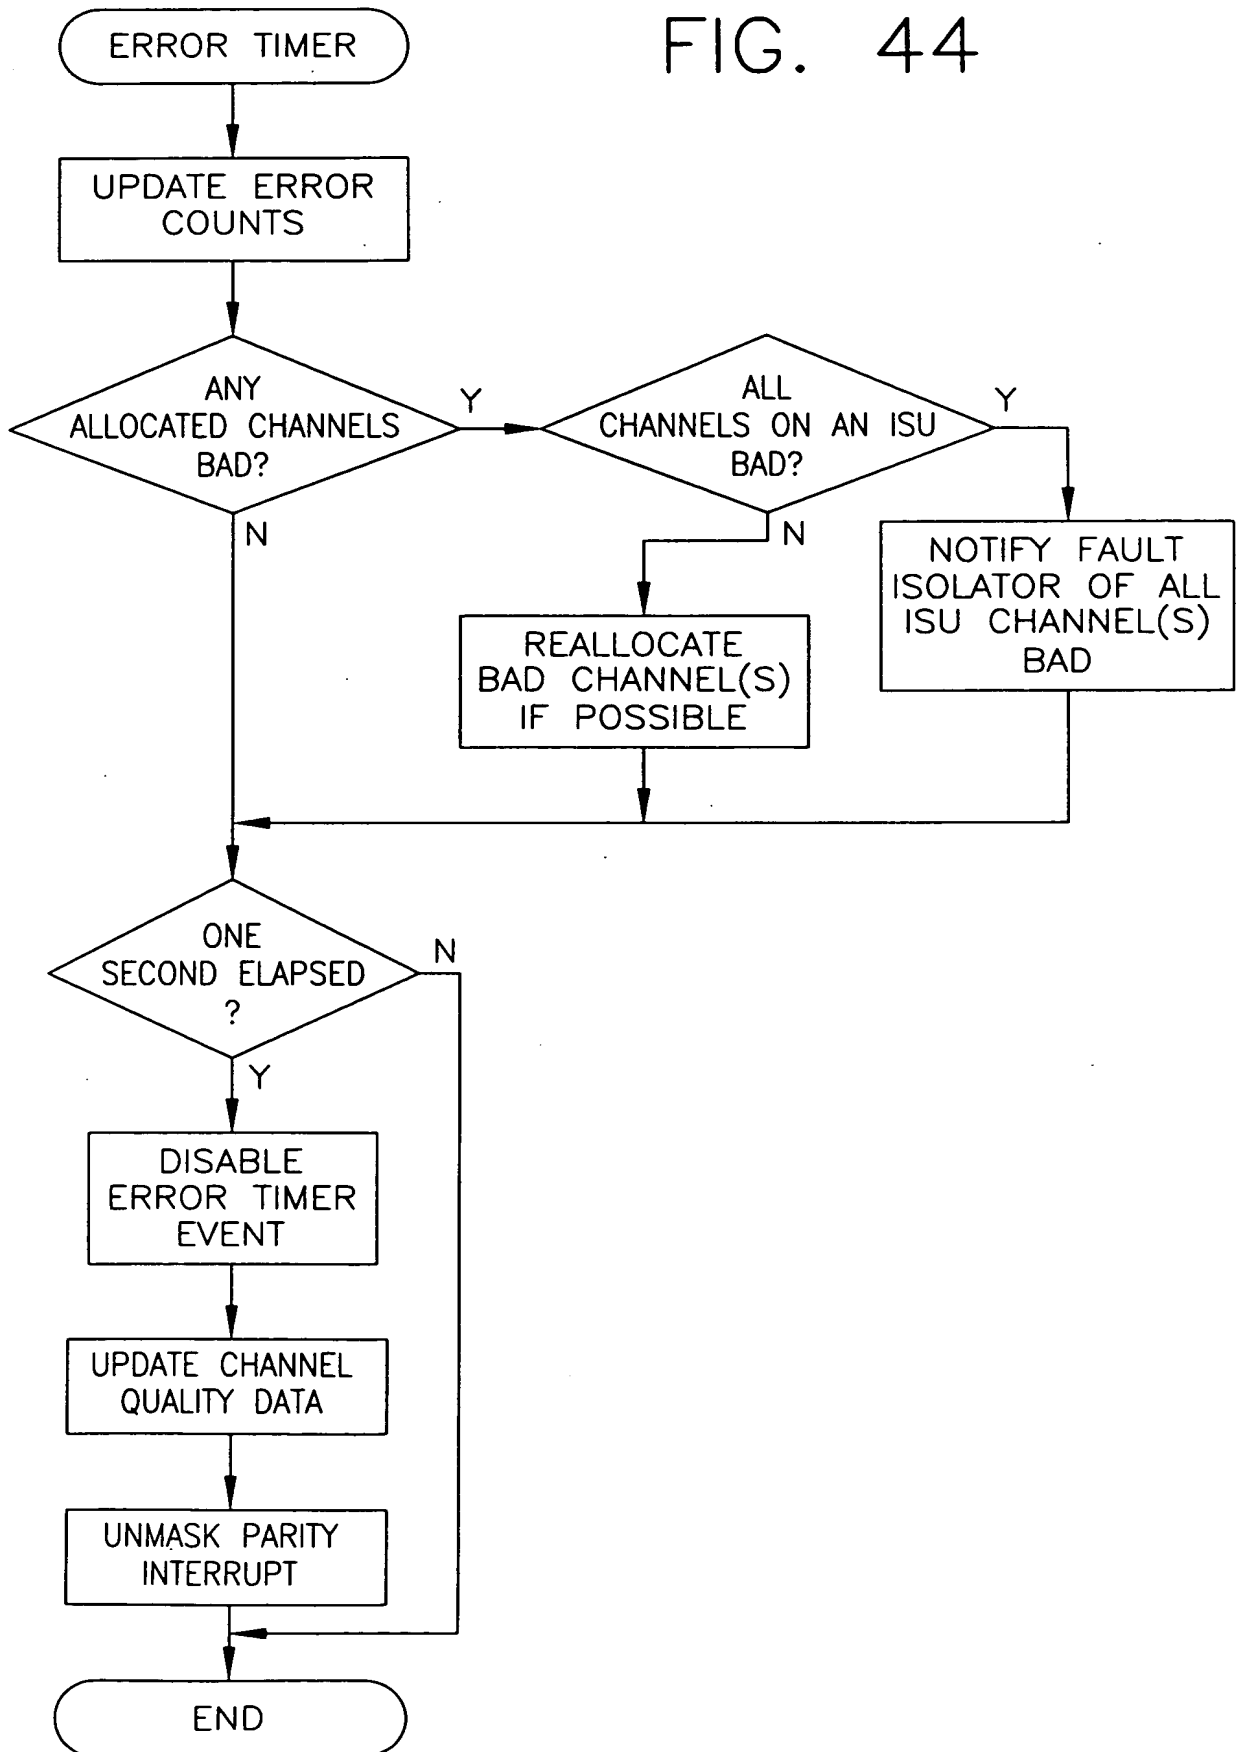 FIG. 44
ERROR TIMER
UPDATE ERROR
COUNTS
ANY
ALLOCATED CHANNELS
BAD?
Y
N
ALL
CHANNELS ON AN ISU
BAD?
Y
N
NOTIFY FAULT
ISOLATOR OF ALL
ISU CHANNEL(S)
BAD
REALLOCATE
BAD CHANNEL(S)
IF POSSIBLE
ONE
SECOND ELAPSED
?
N
Y
DISABLE
ERROR TIMER
EVENT
UPDATE CHANNEL
QUALITY DATA
UNMASK PARITY
INTERRUPT
END